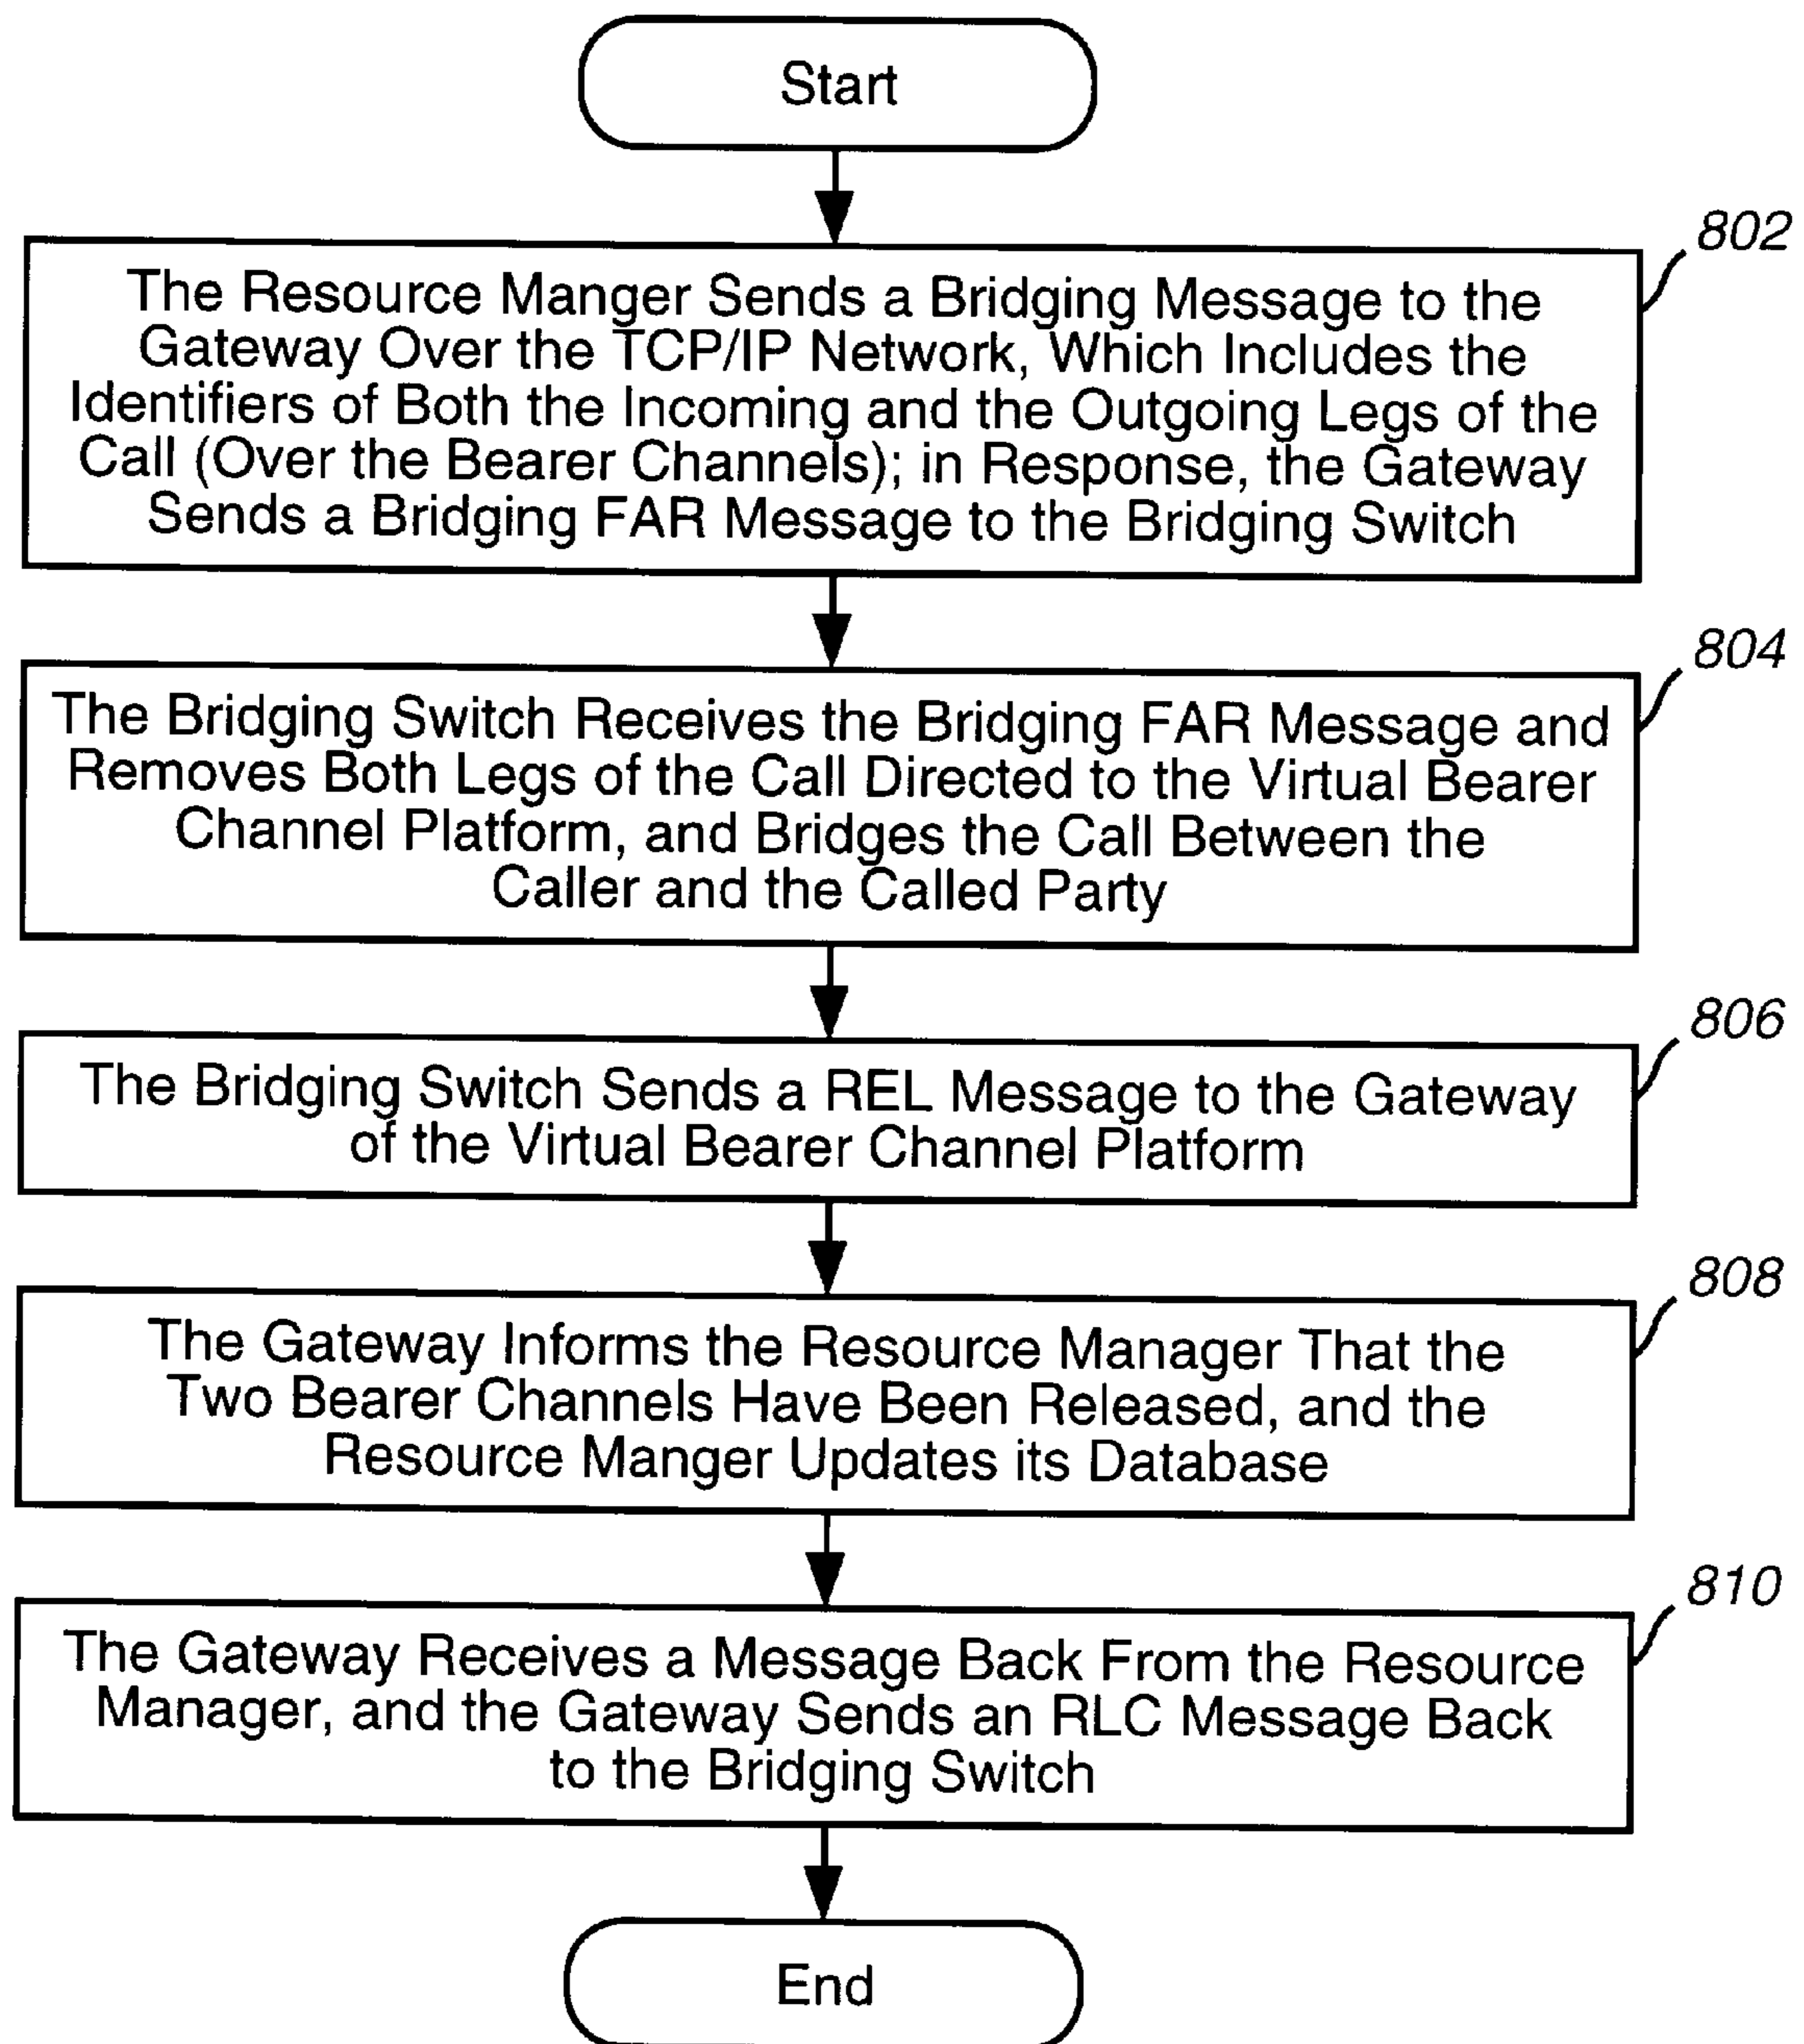 Start
802
The Resource Manger Sends a Bridging Message to the
Gateway Over the TCP/IP Network, Which Includes the
Identifiers of Both the Incoming and the Outgoing Legs of the
Call (Over the Bearer Channels); in Response, the Gateway
Sends a Bridging FAR Message to the Bridging Switch
804
The Bridging Switch Receives the Bridging FAR Message and
Removes Both Legs of the Call Directed to the Virtual Bearer
Channel Platform, and Bridges the Call Between the
Caller and the Called Party
806
The Bridging Switch Sends a REL Message to the Gateway
of the Virtual Bearer Channel Platform
808
The Gateway Informs the Resource Manager That the
Two Bearer Channels Have Been Released, and the
Resource Manger Updates its Database
810
The Gateway Receives a Message Back From the Resource
Manager, and the Gateway Sends an RLC Message Back
to the Bridging Switch
End